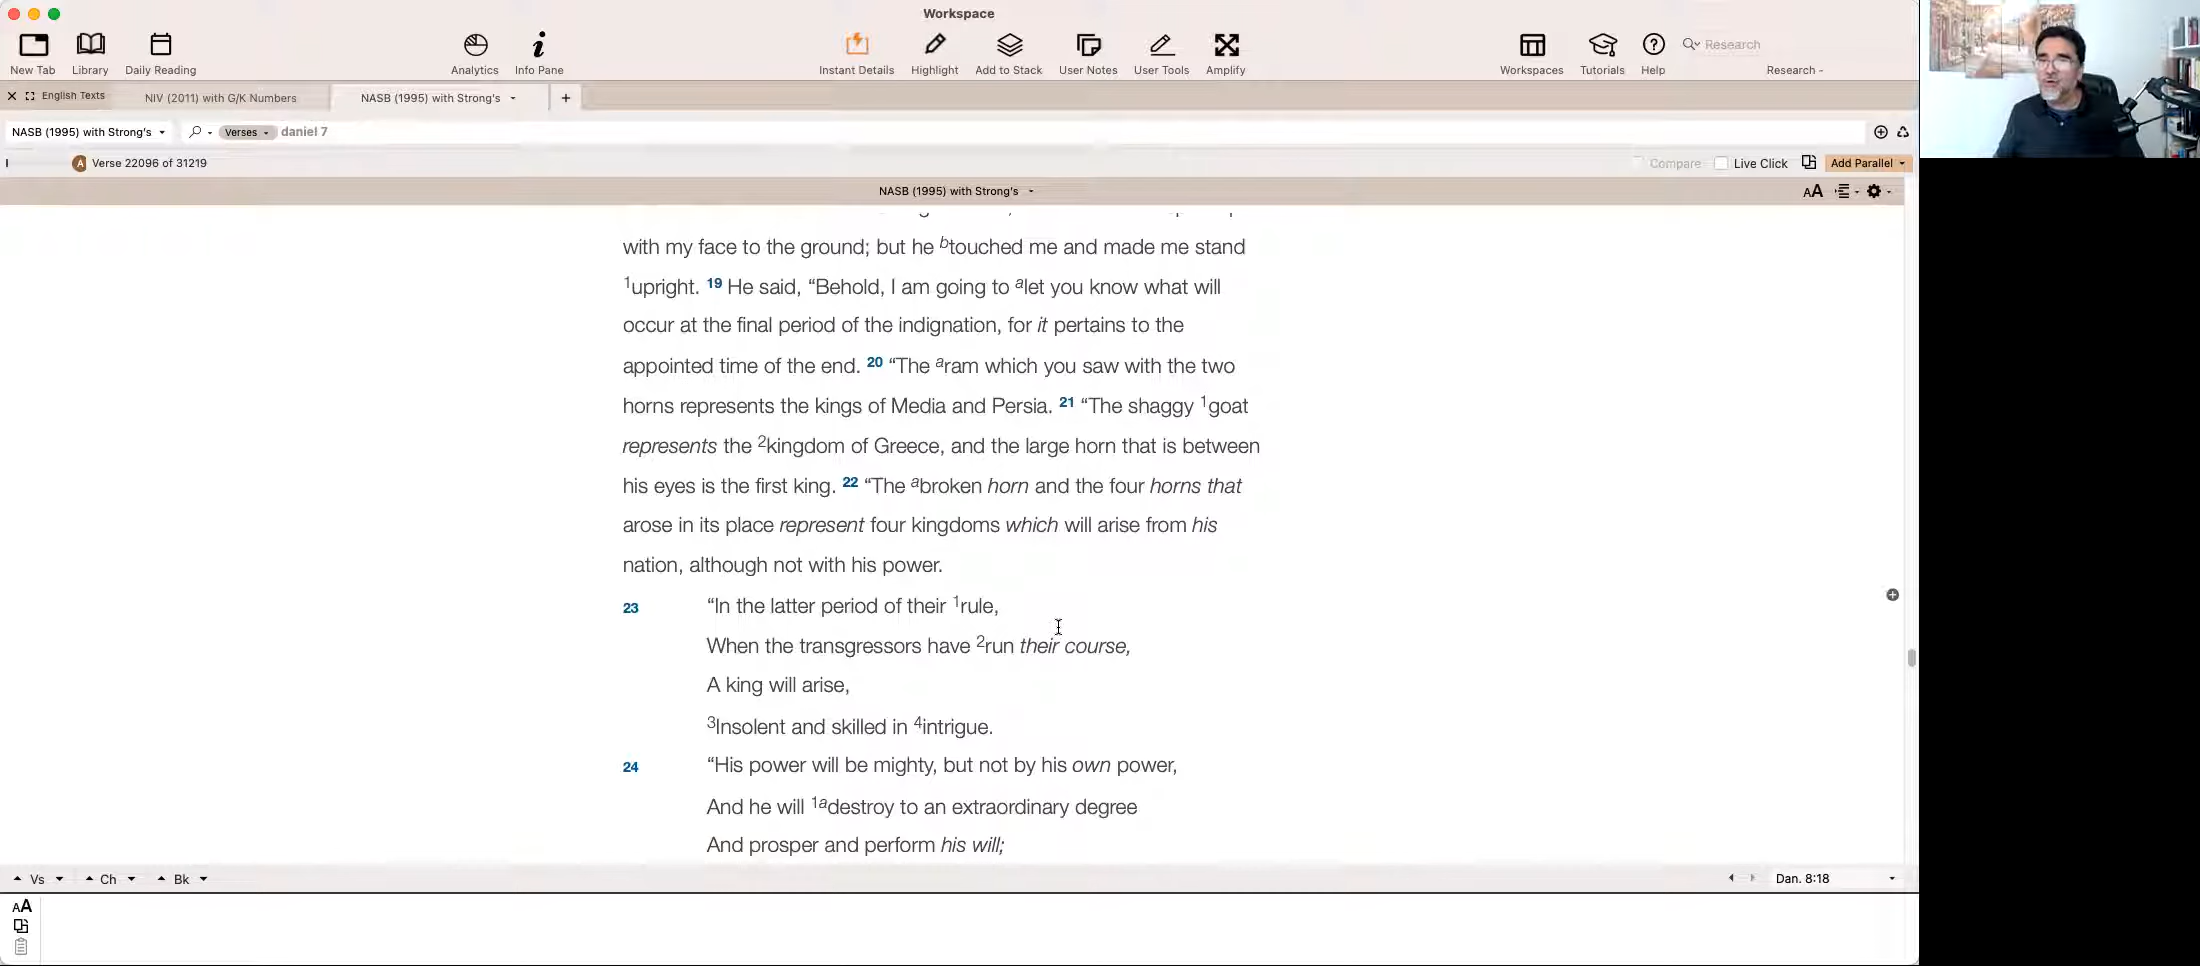 Workspace
New Tab Library Daily Reading Analytics Info Pane Instant Details Highlight Add to Stack User Notes User Tools Amplify Workspaces Tutorials Help Research
Research
English Texts NIV (2011) with G/K Numbers NASB (1995) with Strong's +
NASB (1995) with Strong's Verses daniel 7
A Verse 22096 of 31219 Compare Live Click Add Parallel
NASB (1995) with Strong's AA
with my face to the ground; but he btouched me and made me stand
1upright. 19 He said, “Behold, I am going to alet you know what will
occur at the final period of the indignation, for it pertains to the
appointed time of the end. 20 “The aram which you saw with the two
horns represents the kings of Media and Persia. 21 “The shaggy 1goat
represents the 2kingdom of Greece, and the large horn that is between
his eyes is the first king. 22 “The abroken horn and the four horns that
arose in its place represent four kingdoms which will arise from his
nation, although not with his power.
23 “In the latter period of their 1rule,
When the transgressors have 2run their course,
A king will arise,
3Insolent and skilled in 4intrigue.
24 “His power will be mighty, but not by his own power,
And he will 1adestroy to an extraordinary degree
And prosper and perform his will;
Vs Ch Bk Dan. 8:18
AA